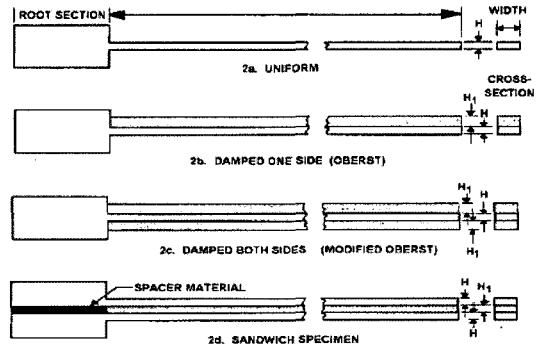 ROOT SECTION
H
WIDTH
2a. UNIFORM
CROSS-
SECTION
H₁
H
2b. DAMPED ONE SIDE (OBERST)
H₁
H
2c. DAMPED BOTH SIDES (MODIFIED OBERST)
H₁
SPACER MATERIAL
H
H₁
2d. SANDWICH SPECIMEN
H